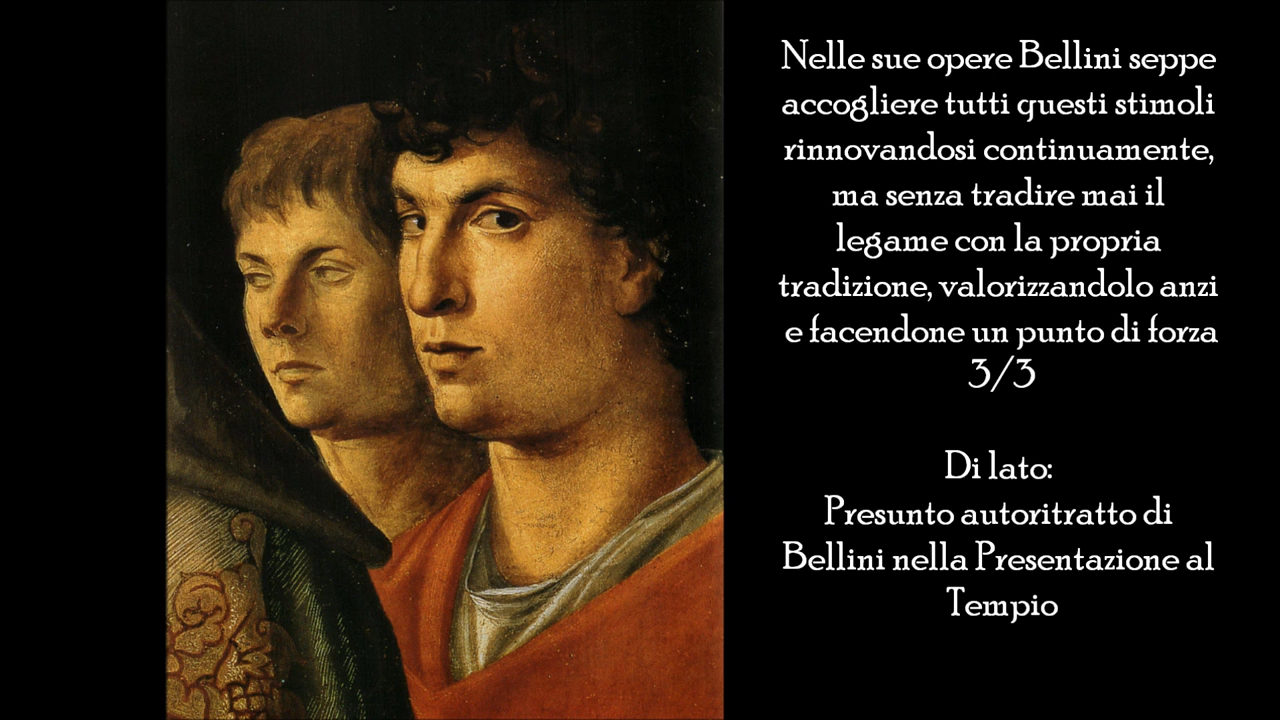 Nelle sue opere Bellini seppe
accogliere tutti questi stimoli
rinnovandosi continuamente,
ma senza tradire mai il
legame con la propria
tradizione, valorizzandolo anzi
e facendone un punto di forza
3/3
Di lato:
Presunto autoritratto di
Bellini nella Presentazione al
Tempio